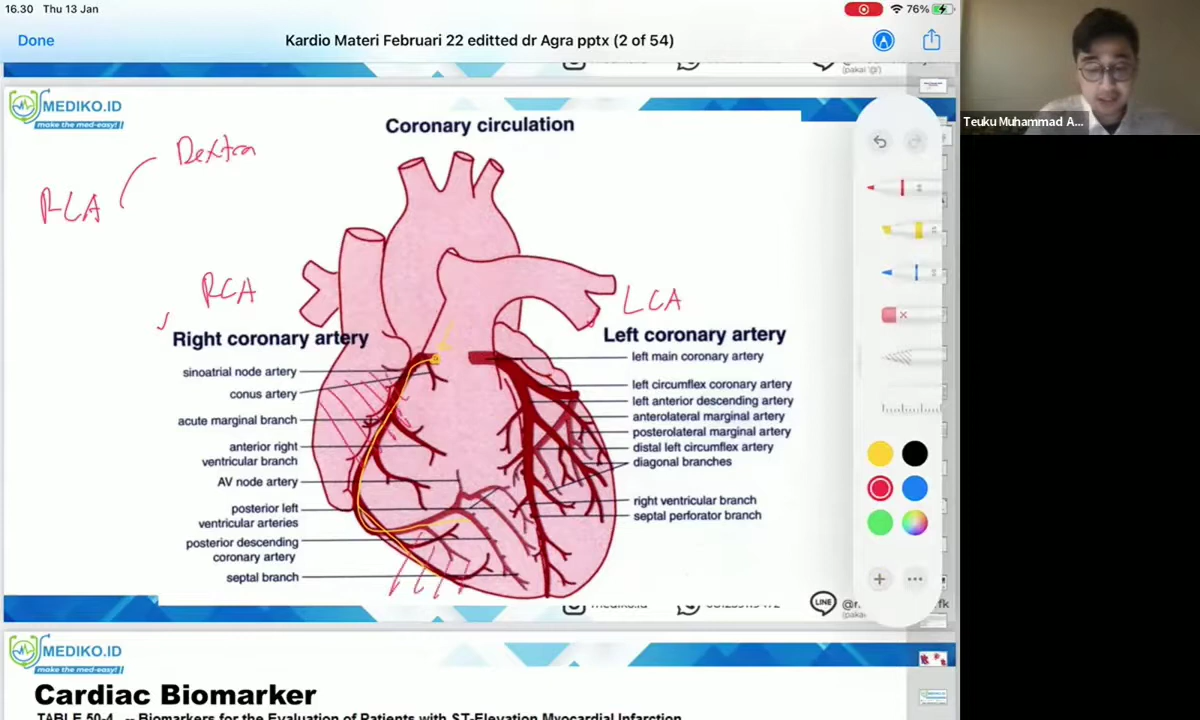 16.30 Thu 13 Jan
76%
Done
Kardio Materi Februari 22 editted dr Agra pptx (2 of 54)
(pakai '@')
Teuku Muhammad A...
MEDIKO.ID
make the med-easy!
Coronary circulation
Dextra
RCA
RCA
LCA
Right coronary artery
sinoatrial node artery
conus artery
acute marginal branch
anterior right
ventricular branch
AV node artery
posterior left
ventricular arteries
posterior descending
coronary artery
septal branch
Left coronary artery
left main coronary artery
left circumflex coronary artery
left anterior descending artery
anterolateral marginal artery
posterolateral marginal artery
distal left circumflex artery
diagonal branches
right ventricular branch
septal perforator branch
LINE
MEDIKO.ID
make the med-easy!
Cardiac Biomarker
TABLE 50-4 -- Biomarkers for the Evaluation of Patients with ST-Elevation Myocardial Infarction